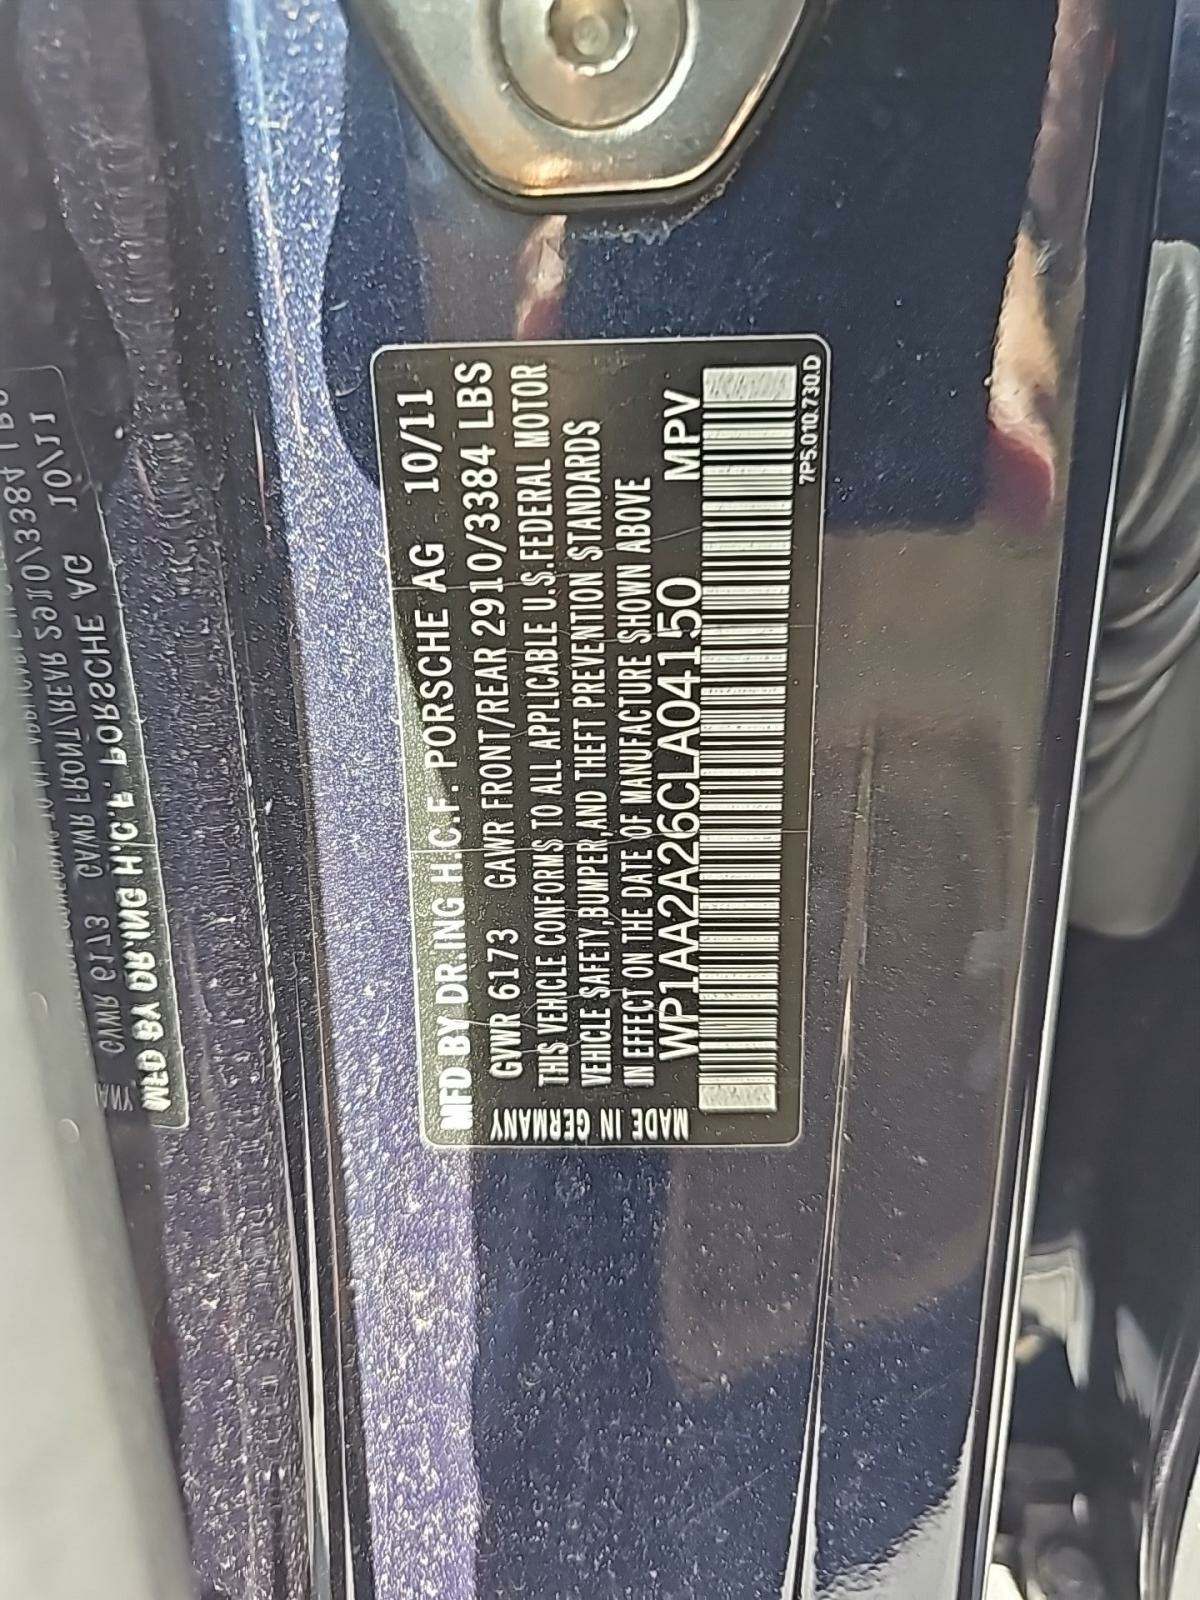 MFD BY DR.ING H.C.F. PORSCHE AG 10/11
GVWR 6173 GAWR FRONT/REAR 2910/3384 LBS
THIS VEHICLE CONFORMS TO ALL APPLICABLE U.S.FEDERAL MOTOR
VEHICLE SAFETY,BUMPER,AND THEFT PREVENTION STANDARDS
IN EFFECT ON THE DATE OF MANUFACTURE SHOWN ABOVE
WP1AA2A26CLA04150 MPV
MADE IN GERMANY
7P5.010.730.D